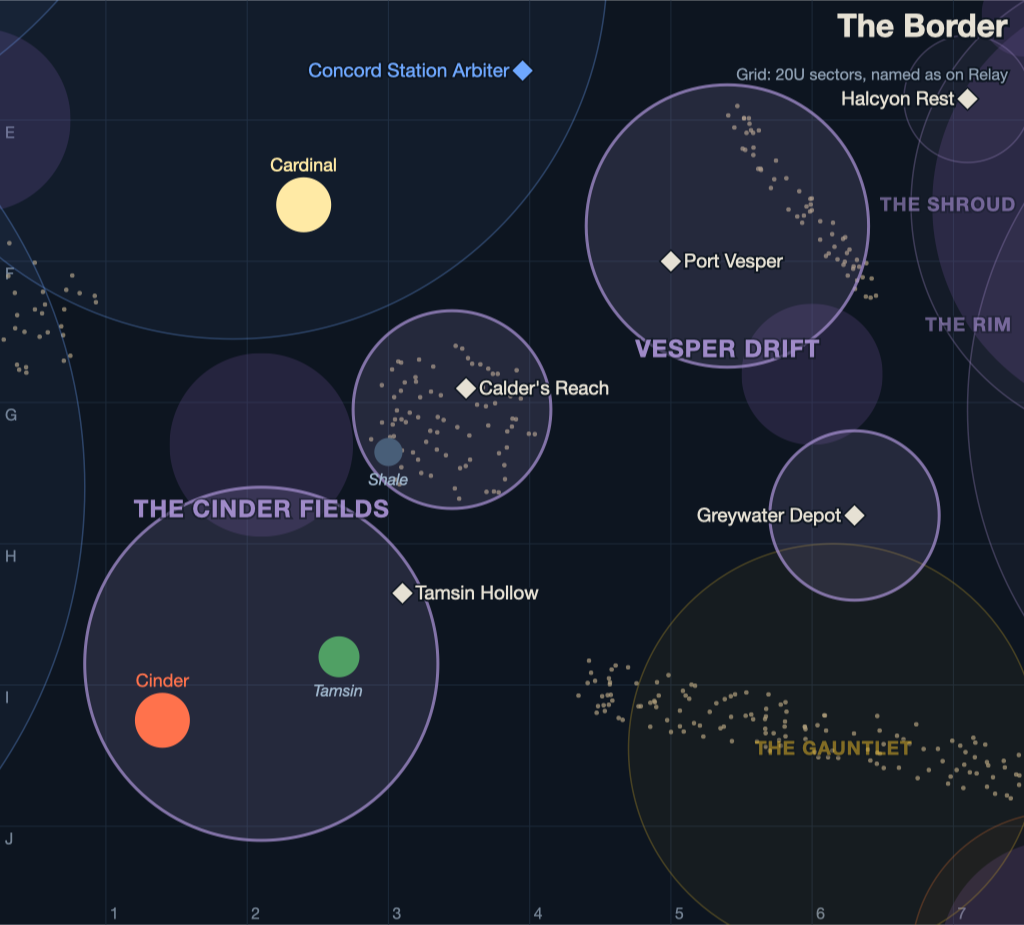 The Border
Grid: 20U sectors, named as on Relay
Concord Station Arbiter
Halcyon Rest
E
Cardinal
THE SHROUD
Port Vesper
F
THE RIM
VESPER DRIFT
Calder's Reach
G
Shale
THE CINDER FIELDS
Greywater Depot
H
Tamsin Hollow
Cinder
Tamsin
I
THE GAUNTLET
J
1 2 3 4 5 6 7